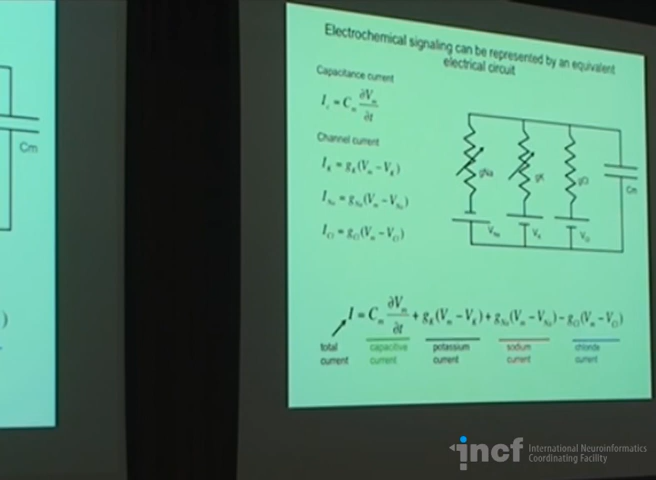 Cm
)
Electrochemical signaling can be represented by an equivalent
electrical circuit
Capacitance current
I_c = C_m ∂V_m/∂t
Channel current
I_K = g_K(V_m − V_K)
I_Na = g_Na(V_m − V_Na)
I_Cl = g_Cl(V_m − V_Cl)
gNa gK gCl Cm
V_Na V_K V_Cl
I = C_m ∂V_m/∂t + g_K(V_m − V_K) + g_Na(V_m − V_Na) − g_Cl(V_m − V_Cl)
total capacitive potassium sodium chloride
current current current current current
incf International Neuroinformatics
Coordinating Facility